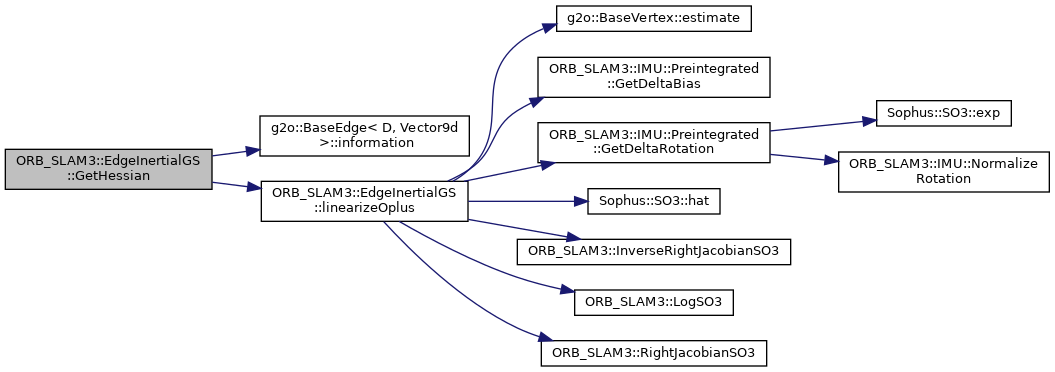 ORB_SLAM3::EdgeInertialGS
::GetHessian
g2o::BaseEdge< D, Vector9d
>::information
ORB_SLAM3::EdgeInertialGS
::linearizeOplus
g2o::BaseVertex::estimate
ORB_SLAM3::IMU::Preintegrated
::GetDeltaBias
ORB_SLAM3::IMU::Preintegrated
::GetDeltaRotation
Sophus::SO3::exp
ORB_SLAM3::IMU::Normalize
Rotation
Sophus::SO3::hat
ORB_SLAM3::InverseRightJacobianSO3
ORB_SLAM3::LogSO3
ORB_SLAM3::RightJacobianSO3